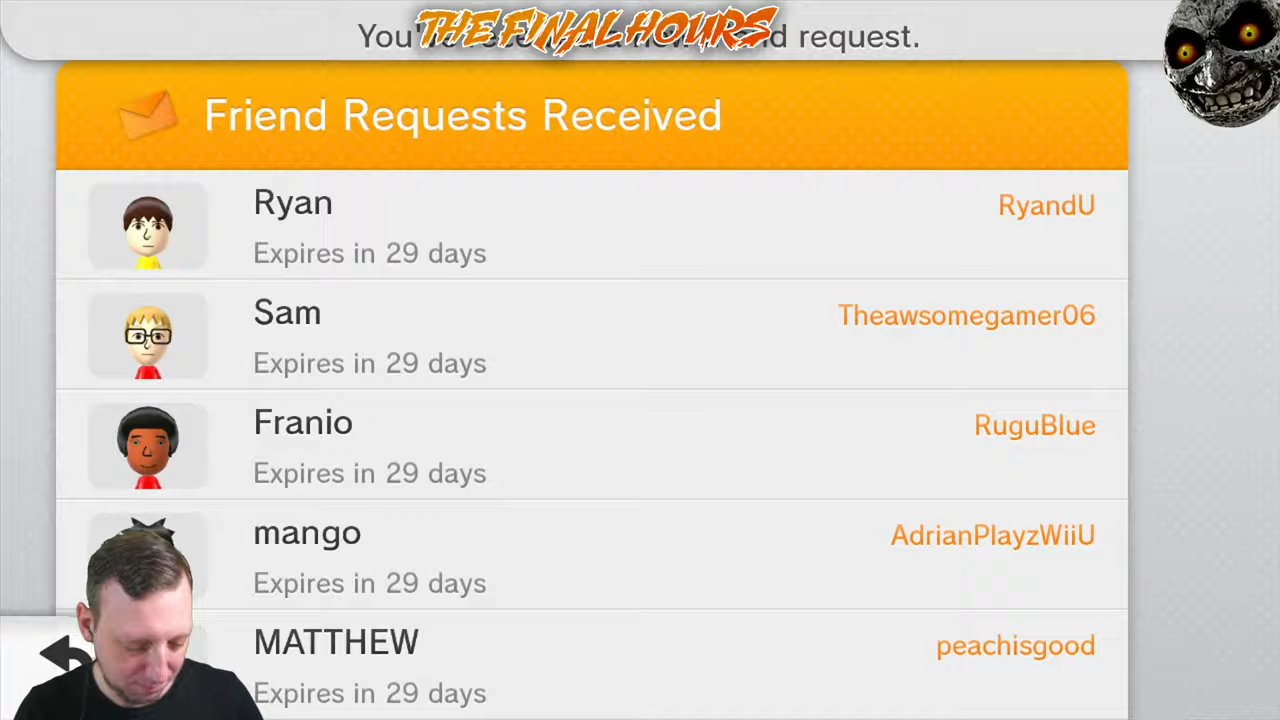 THE FINAL HOURS
request.
Friend Requests Received
Ryan
RyandU
Expires in 29 days
Sam
Theawsomegamer06
Expires in 29 days
Franio
RuguBlue
Expires in 29 days
mango
AdrianPlayzWiiU
Expires in 29 days
MATTHEW
peachisgood
Expires in 29 days